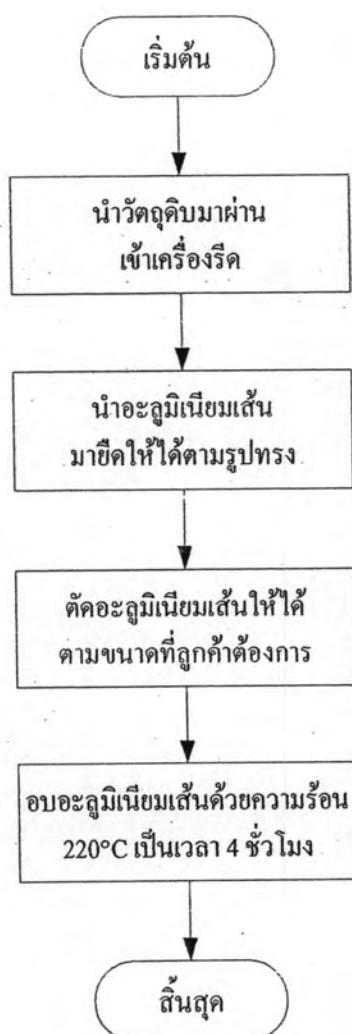 เริ่มต้น
นำวัตถุดิบมาผ่าน
เข้าเครื่องรีด
นำอะลูมิเนียมเส้น
มายืดให้ได้ตามรูปทรง
ตัดอะลูมิเนียมเส้นให้ได้
ตามขนาดที่ลูกค้าต้องการ
อบอะลูมิเนียมเส้นด้วยความร้อน
220°C เป็นเวลา 4 ชั่วโมง
สิ้นสุด